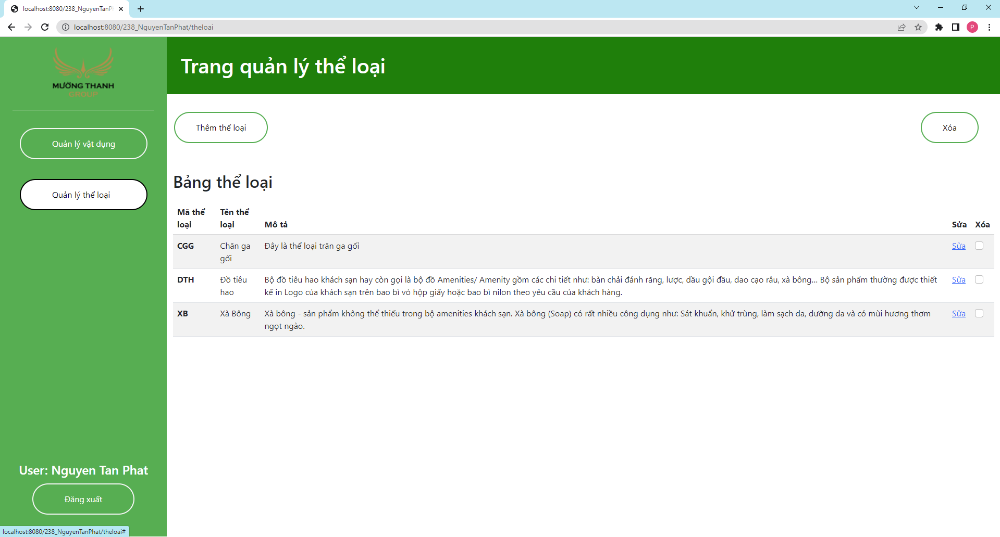 localhost:8080/238_NguyenTanP
localhost:8080/238_NguyenTanPhat/theloai
P
MƯỜNG THANH
GROUP
Trang quản lý thể loại
Thêm thể loại
Xóa
Quản lý vật dụng
Quản lý thể loại
Bảng thể loại
Mã thể loại Tên thể loại Mô tả Sửa Xóa
CGG Chăn ga gối Đây là thể loại trăn ga gối Sửa
DTH Đồ tiêu hao Bộ đồ tiêu hao khách sạn hay còn gọi là bộ đồ Amenities/ Amenity gồm các chi tiết như: bàn chải đánh răng, lược, dầu gội đầu, dao cạo râu, xà bông... Bộ sản phẩm thường được thiết Sửa
kế in Logo của khách sạn trên bao bì vỏ hộp giấy hoặc bao bì nilon theo yêu cầu của khách hàng.
XB Xà Bông Xà bông - sản phẩm không thể thiếu trong bộ amenities khách sạn. Xà bông (Soap) có rất nhiều công dụng như: Sát khuẩn, khử trùng, làm sạch da, dưỡng da và có mùi hương thơm Sửa
ngọt ngào.
User: Nguyen Tan Phat
Đăng xuất
localhost:8080/238_NguyenTanPhat/theloai#